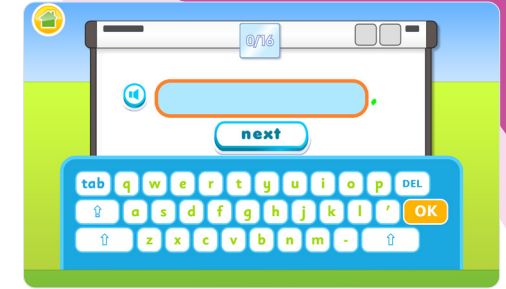 0/16
.
next
tab q w e r t y u i o p DEL
a s d f g h j k l ' OK
z x c v b n m -